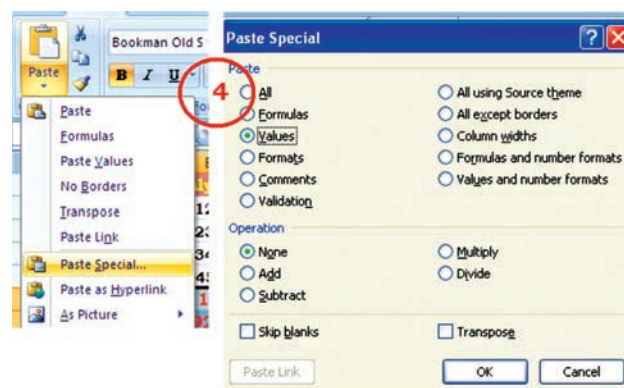 Paste
Bookman Old S
B I U
4
Paste
Formulas
Paste Values
No Borders
Transpose
Paste Link
Paste Special...
Paste as Hyperlink
As Picture
Paste Special
Paste
All
Formulas
Values
Formats
Comments
Validation
All using Source theme
All except borders
Column widths
Formulas and number formats
Values and number formats
Operation
None
Add
Subtract
Multiply
Divide
Skip blanks
Transpose
Paste Link
OK
Cancel